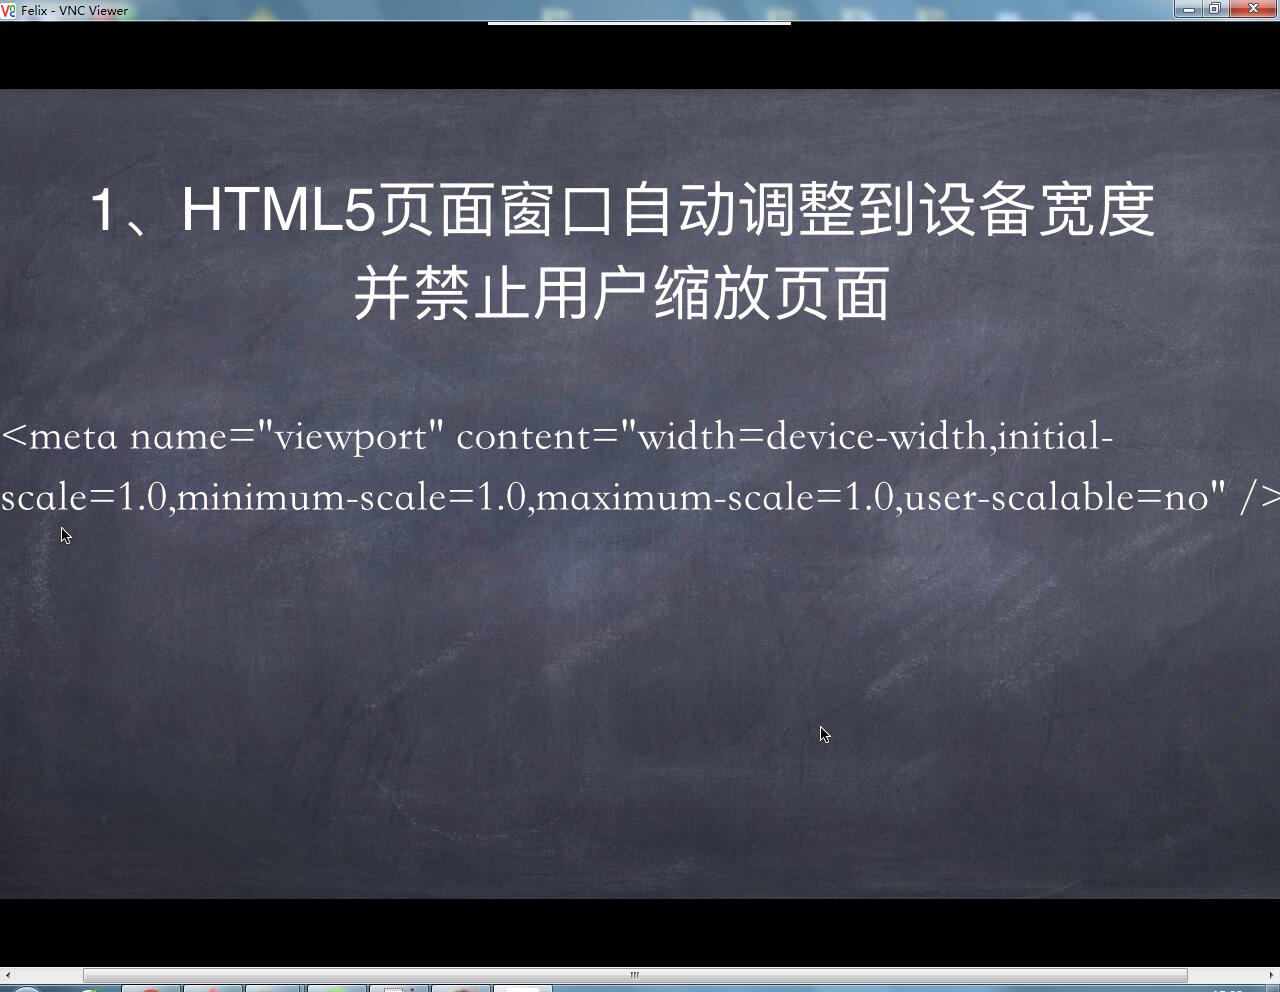 Felix - VNC Viewer
1、HTML5页面窗口自动调整到设备宽度
并禁止用户缩放页面
<meta name="viewport" content="width=device-width,initial-
scale=1.0,minimum-scale=1.0,maximum-scale=1.0,user-scalable=no" />